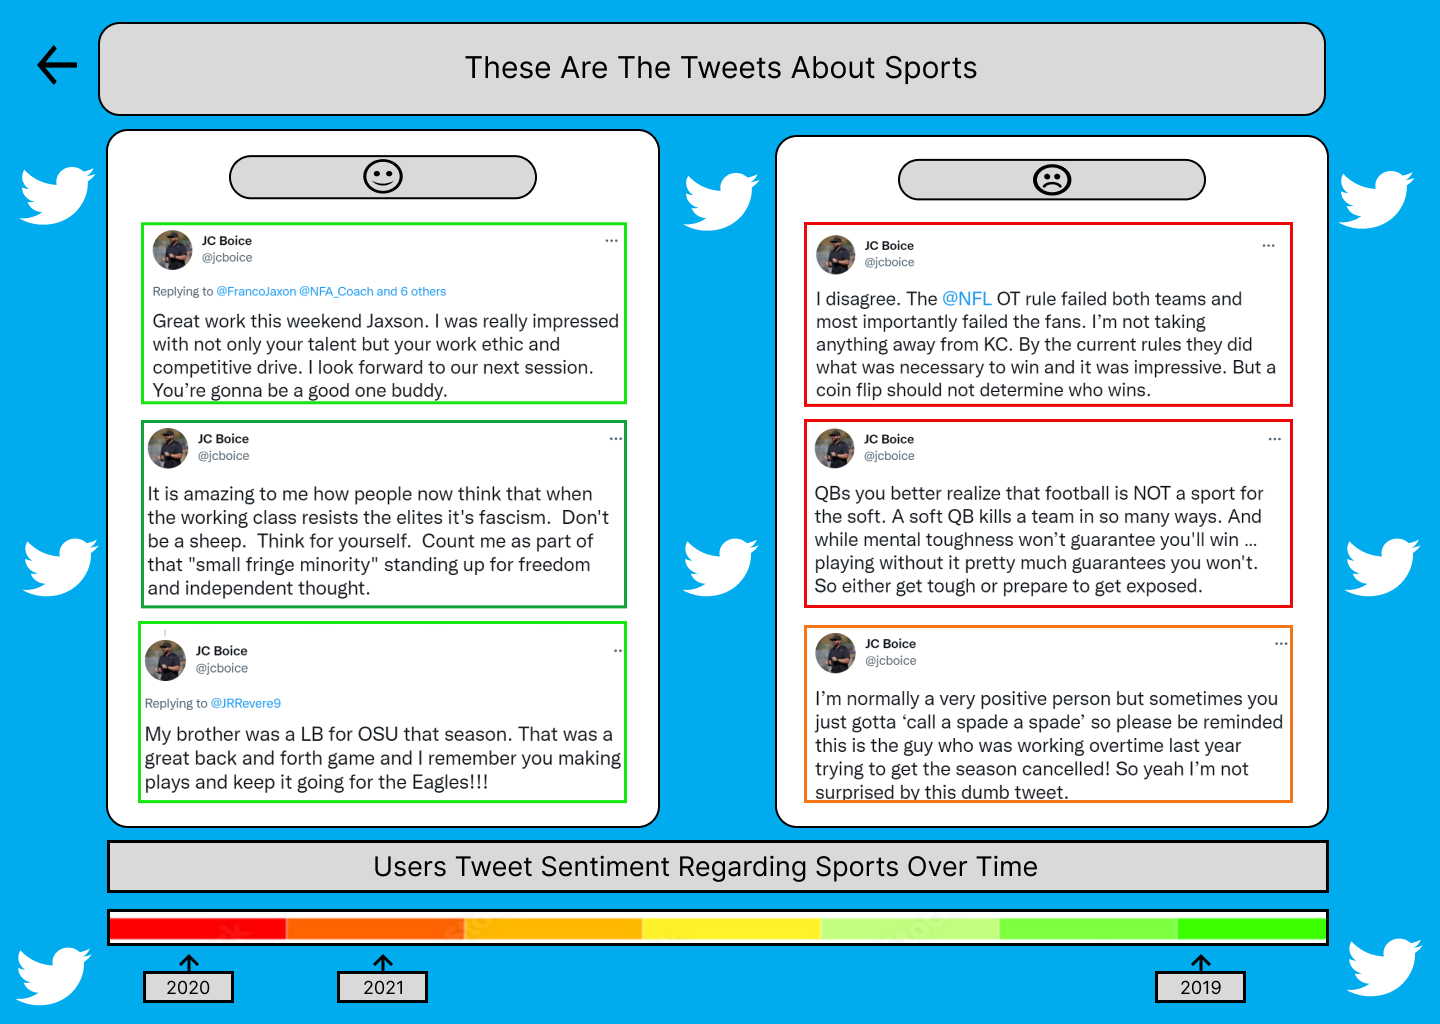 These Are The Tweets About Sports
JC Boice
@jcboice
Replying to @FrancoJaxon @NFA_Coach and 6 others
Great work this weekend Jaxson. I was really impressed
with not only your talent but your work ethic and
competitive drive. I look forward to our next session.
You’re gonna be a good one buddy.
JC Boice
@jcboice
It is amazing to me how people now think that when
the working class resists the elites it's fascism.  Don't
be a sheep.  Think for yourself.  Count me as part of
that "small fringe minority" standing up for freedom
and independent thought.
JC Boice
@jcboice
Replying to @JRRevere9
My brother was a LB for OSU that season. That was a
great back and forth game and I remember you making
plays and keep it going for the Eagles!!!
JC Boice
@jcboice
I disagree. The @NFL OT rule failed both teams and
most importantly failed the fans. I’m not taking
anything away from KC. By the current rules they did
what was necessary to win and it was impressive. But a
coin flip should not determine who wins.
JC Boice
@jcboice
QBs you better realize that football is NOT a sport for
the soft. A soft QB kills a team in so many ways. And
while mental toughness won’t guarantee you'll win ...
playing without it pretty much guarantees you won't.
So either get tough or prepare to get exposed.
JC Boice
@jcboice
I’m normally a very positive person but sometimes you
just gotta ‘call a spade a spade’ so please be reminded
this is the guy who was working overtime last year
trying to get the season cancelled! So yeah I’m not
surprised by this dumb tweet.
Users Tweet Sentiment Regarding Sports Over Time
2020
2021
2019